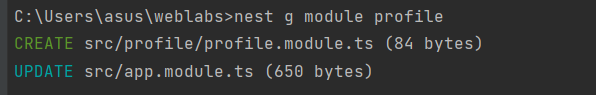 C:\Users\asus\weblabs>nest g module profile
CREATE src/profile/profile.module.ts (84 bytes)
UPDATE src/app.module.ts (650 bytes)